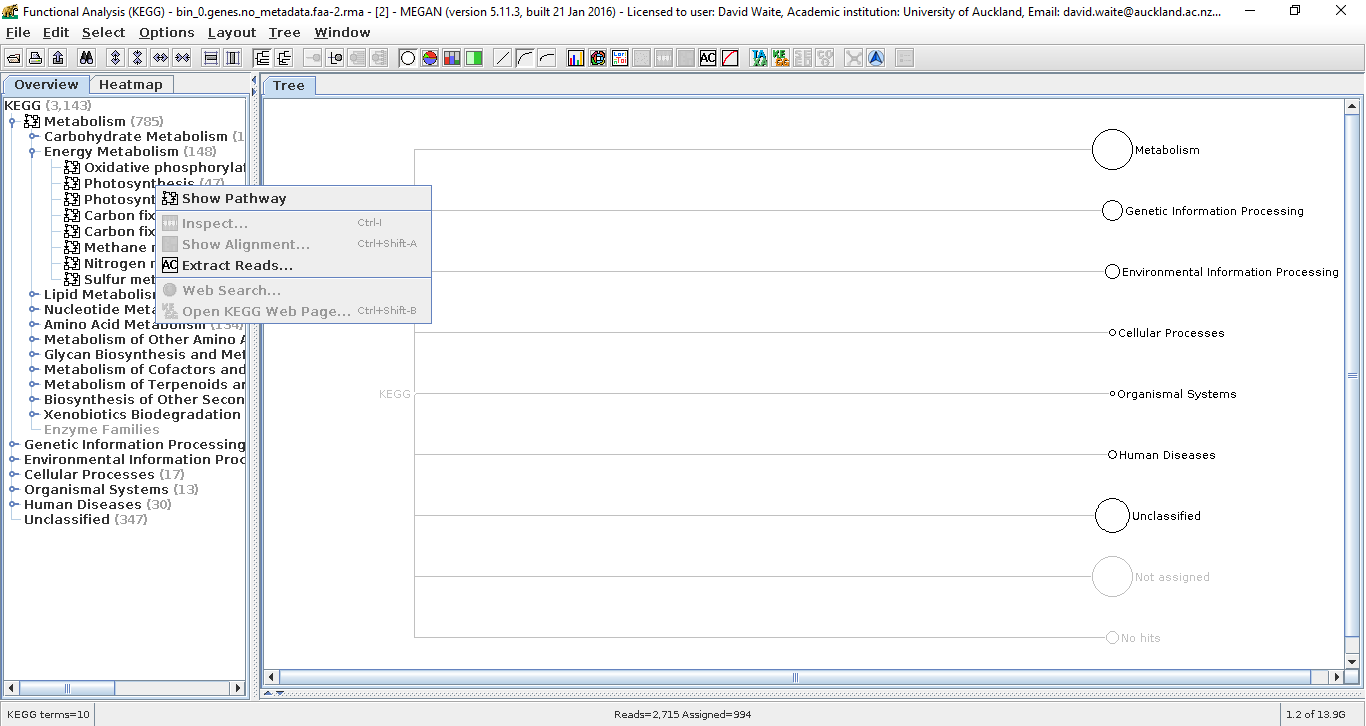 Functional Analysis (KEGG) - bin_0.genes.no_metadata.faa-2.rma - [2] - MEGAN (version 5.11.3, built 21 Jan 2016) - Licensed to user: David Waite, Academic institution: University of Auckland, Email: david.waite@auckland.ac.nz...
File Edit Select Options Layout Tree Window
Overview Heatmap
Tree
KEGG (3,143)
Metabolism (785)
Carbohydrate Metabolism (1
Energy Metabolism (148)
Oxidative phosphorylat
Photosynthesis (47)
Photosynt
Carbon fix
Carbon fix
Methane r
Nitrogen r
Sulfur met
Lipid Metabolism
Nucleotide Meta
Amino Acid Metabolism (134)
Metabolism of Other Amino A
Glycan Biosynthesis and Met
Metabolism of Cofactors and
Metabolism of Terpenoids ar
Biosynthesis of Other Secon
Xenobiotics Biodegradation
Enzyme Families
Genetic Information Processing
Environmental Information Proc
Cellular Processes (17)
Organismal Systems (13)
Human Diseases (30)
Unclassified (347)
Show Pathway
Inspect... Ctrl-I
Show Alignment... Ctrl+Shift-A
AC Extract Reads...
Web Search...
Open KEGG Web Page... Ctrl+Shift-B
KEGG
Metabolism
Genetic Information Processing
Environmental Information Processing
Cellular Processes
Organismal Systems
Human Diseases
Unclassified
Not assigned
No hits
KEGG terms=10
Reads=2,715 Assigned=994
1.2 of 13.9G